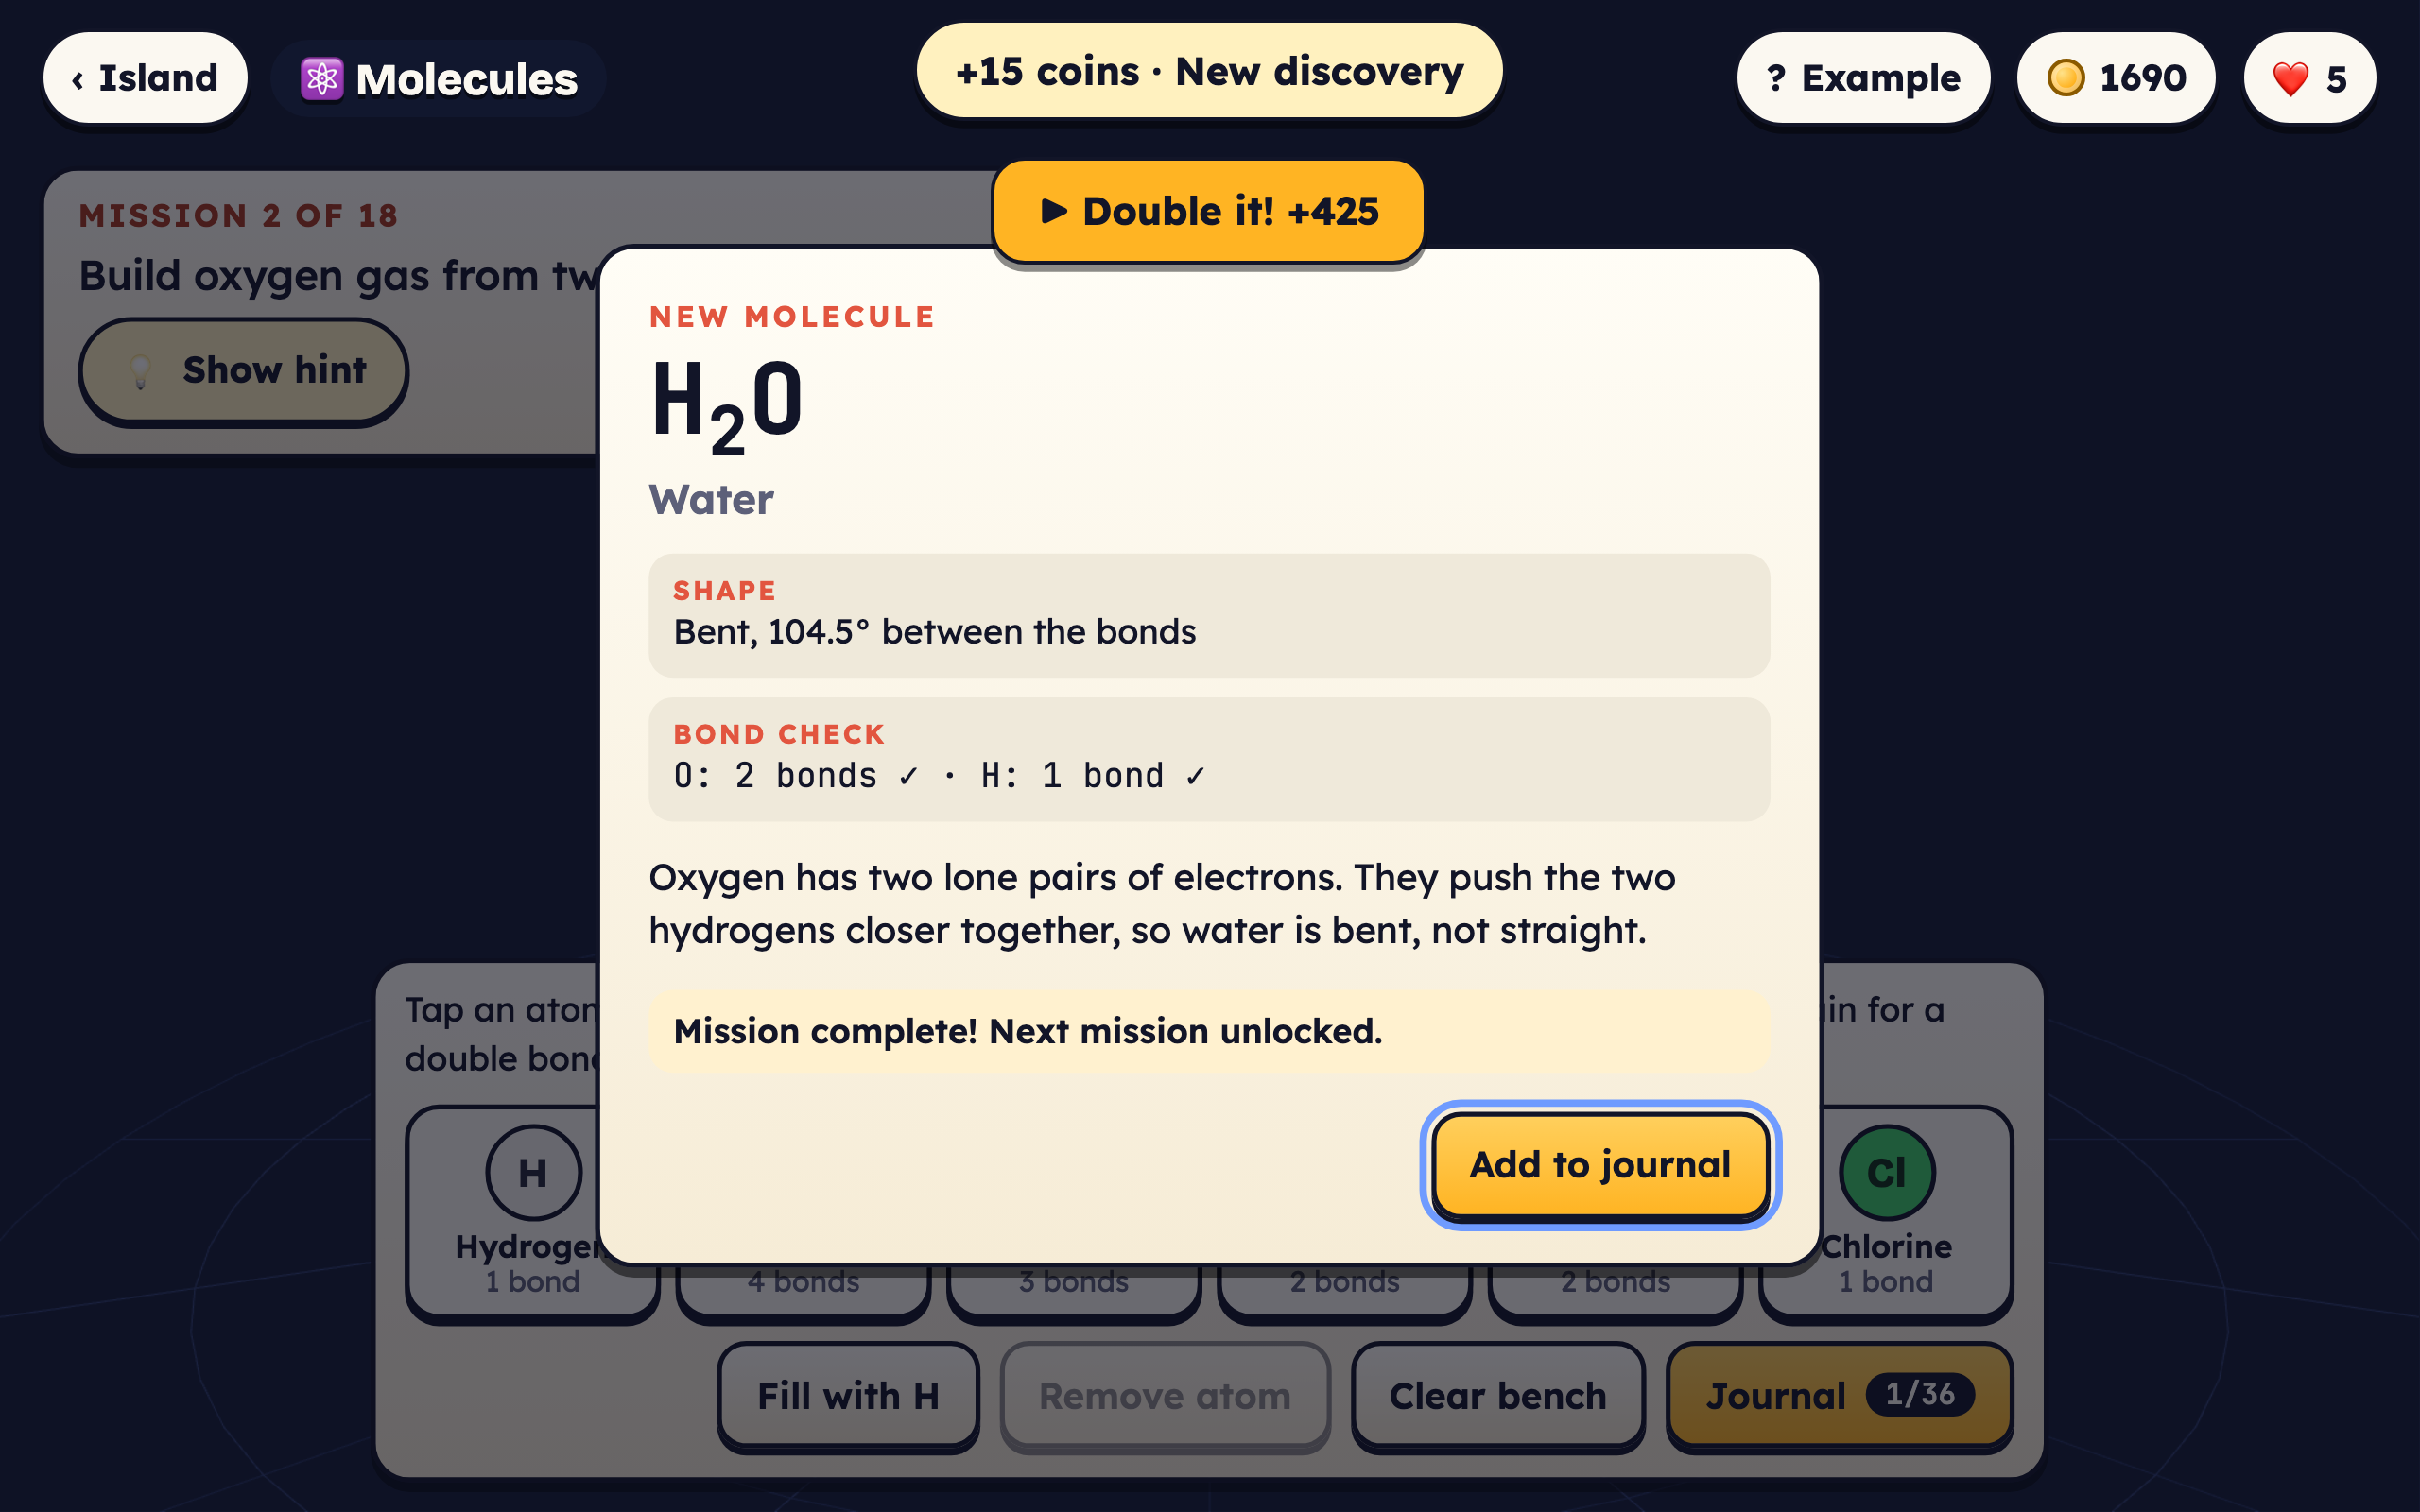 ‹ Island
Molecules
+15 coins · New discovery
? Example
1690
5
Double it! +425
MISSION 2 OF 18
Build oxygen gas from tw
Show hint
NEW MOLECULE
H₂O
Water
SHAPE
Bent, 104.5° between the bonds
BOND CHECK
O: 2 bonds ✓ · H: 1 bond ✓
Oxygen has two lone pairs of electrons. They push the two
hydrogens closer together, so water is bent, not straight.
Mission complete! Next mission unlocked.
Add to journal
Tap an atom
in for a
double bond
H
Cl
Hydrogen
Chlorine
1 bond
4 bonds
3 bonds
2 bonds
2 bonds
1 bond
Fill with H
Remove atom
Clear bench
Journal 1/36